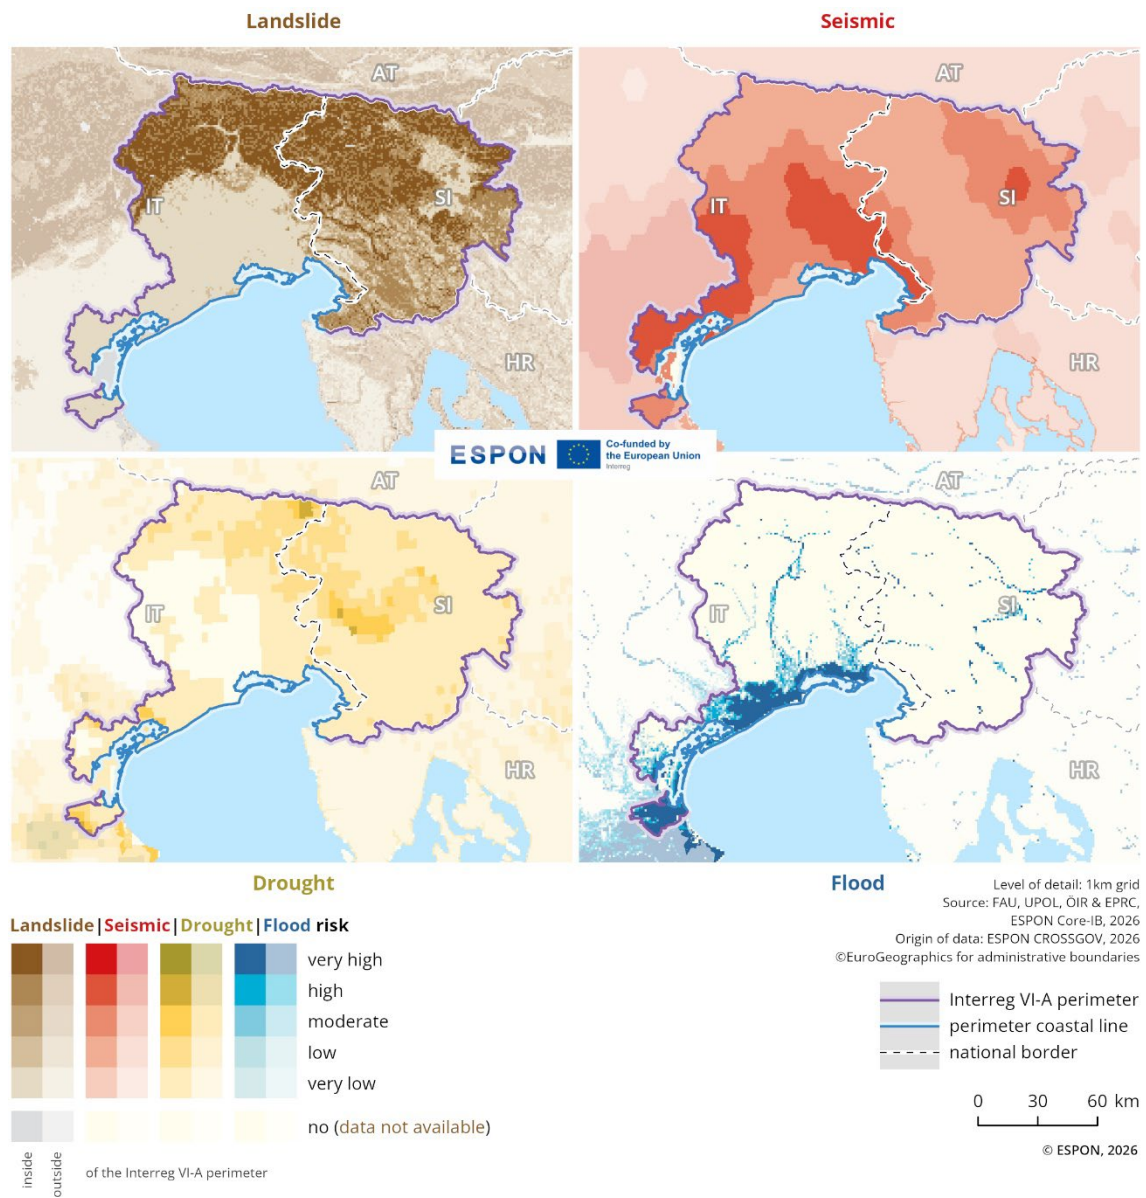 Landslide
Seismic
AT
AT
IT
SI
IT
SI
HR
HR
ESPON
Co-funded by
the European Union
Interreg
AT
AT
IT
SI
IT
SI
HR
HR
Drought
Flood
Landslide|Seismic|Drought|Flood risk
very high
high
moderate
low
very low
no (data not available)
inside
outside
of the Interreg VI-A perimeter
Level of detail: 1km grid
Source: FAU, UPOL, ÖIR & EPRC,
ESPON Core-IB, 2026
Origin of data: ESPON CROSSGOV, 2026
©EuroGeographics for administrative boundaries
Interreg VI-A perimeter
perimeter coastal line
national border
0 30 60 km
© ESPON, 2026